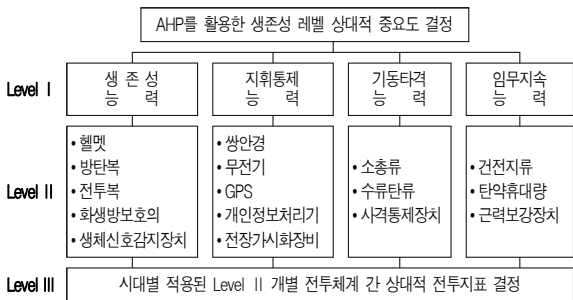 AHP를 활용한 생존성 레벨 상대적 중요도 결정
Level Ⅰ
생 존 성
능 력
지휘통제
능 력
기동타격
능 력
임무지속
능 력
Level Ⅱ
• 헬멧
• 방탄복
• 전투복
• 화생방보호의
• 생체신호감지장치
• 쌍안경
• 무전기
• GPS
• 개인정보처리기
• 전장가시화장비
• 소총류
• 수류탄류
• 사격통제장치
• 건전지류
• 탄약휴대량
• 근력보강장치
Level Ⅲ
시대별 적용된 Level Ⅱ 개별 전투체계 간 상대적 전투지표 결정